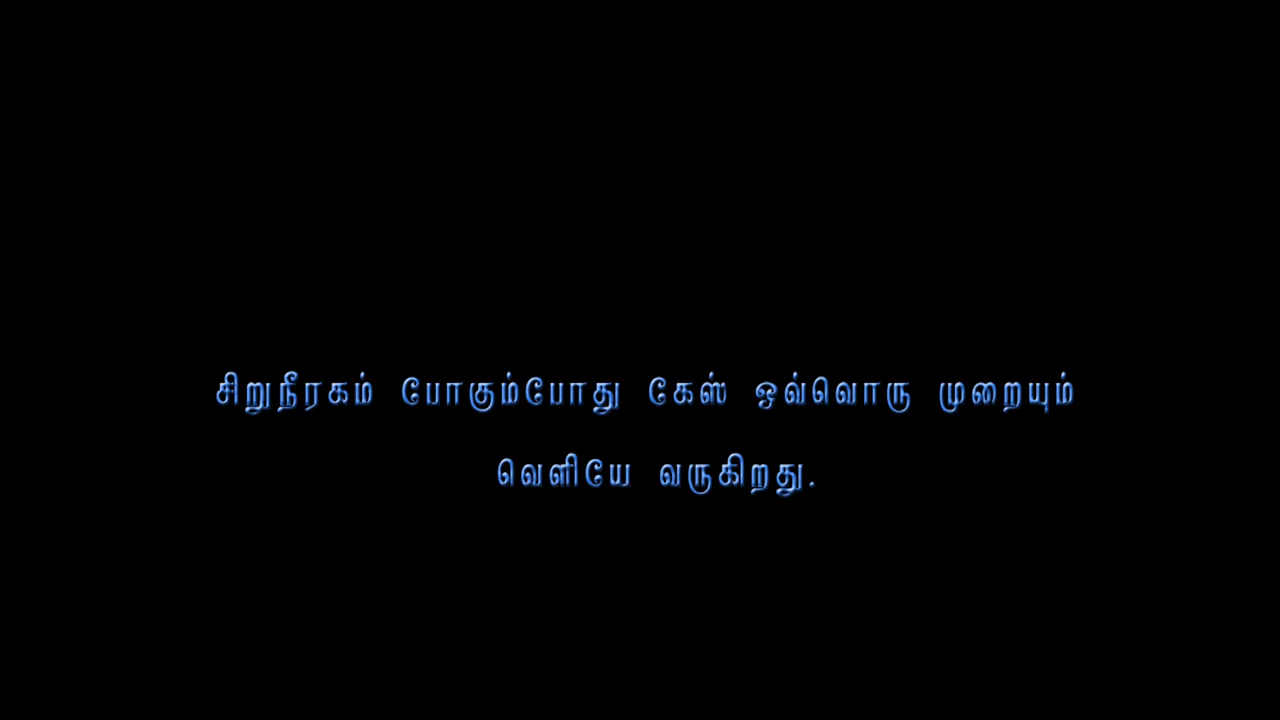 சிறுநீரகம் போகும்போது கேஸ் ஒவ்வொரு முறையும்
வெளியே வருகிறது.